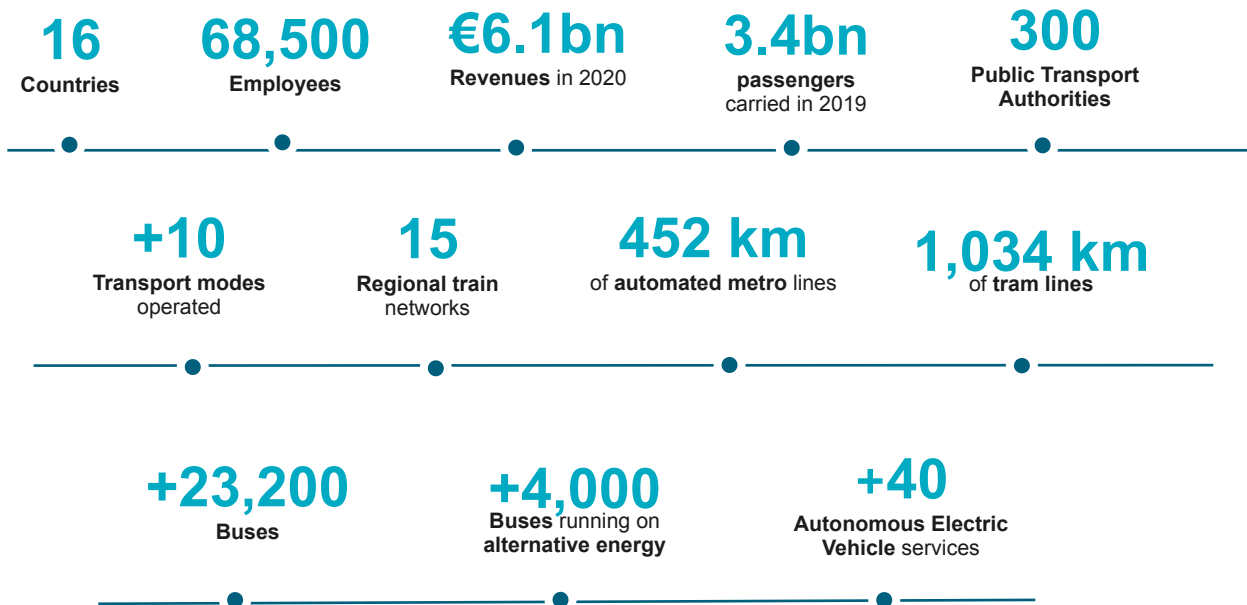 16
Countries
68,500
Employees
€6.1bn
Revenues in 2020
3.4bn
passengers
carried in 2019
300
Public Transport
Authorities
+10
Transport modes
operated
15
Regional train
networks
452 km
of automated metro lines
1,034 km
of tram lines
+23,200
Buses
+4,000
Buses running on
alternative energy
+40
Autonomous Electric
Vehicle services